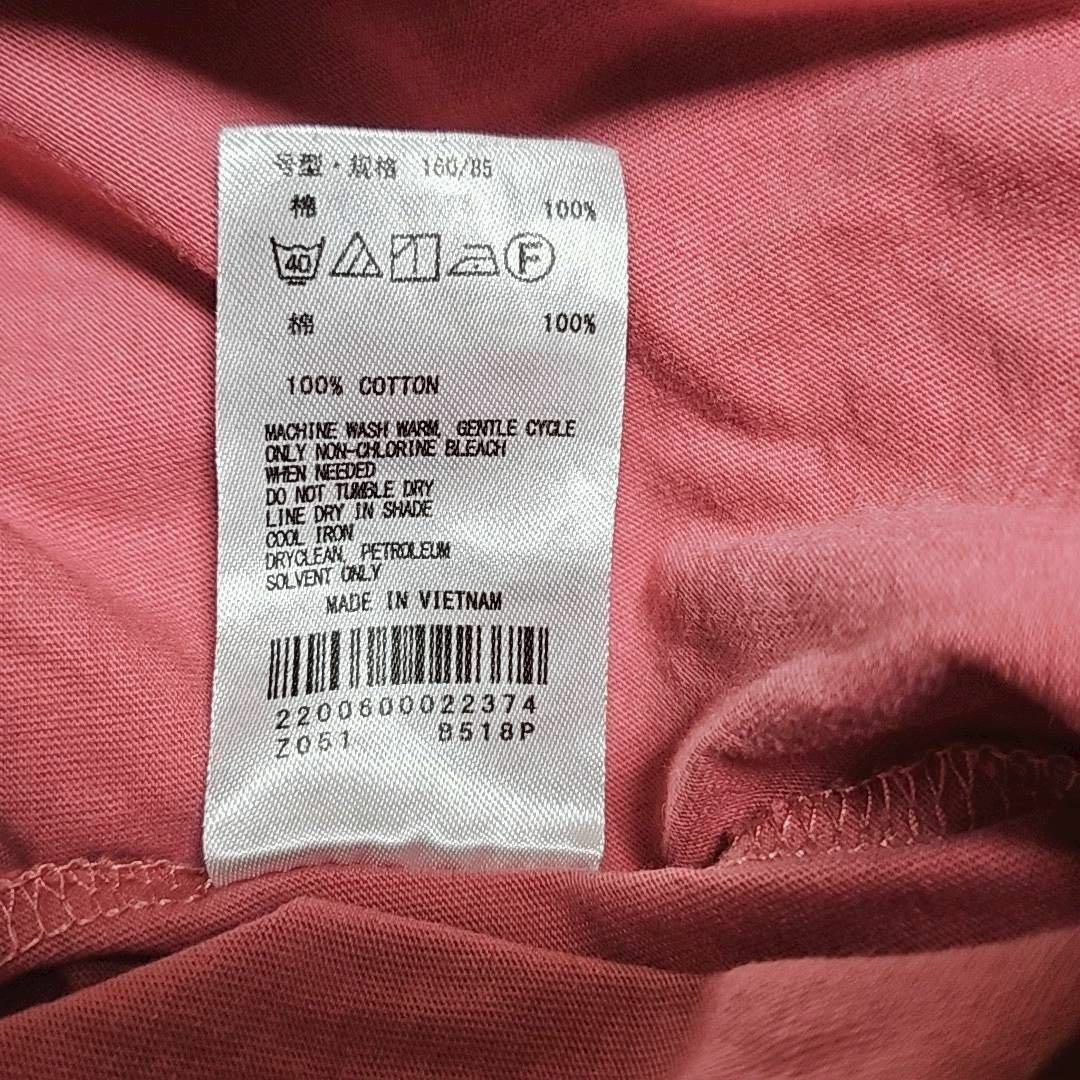 号型·规格 160/85
棉 100%
40 F
棉 100%
100% COTTON
MACHINE WASH WARM, GENTLE CYCLE
ONLY NON-CHLORINE BLEACH
WHEN NEEDED
DO NOT TUMBLE DRY
LINE DRY IN SHADE
COOL IRON
DRYCLEAN, PETROLEUM
SOLVENT ONLY
MADE IN VIETNAM
2200600022374
Z051 B518P